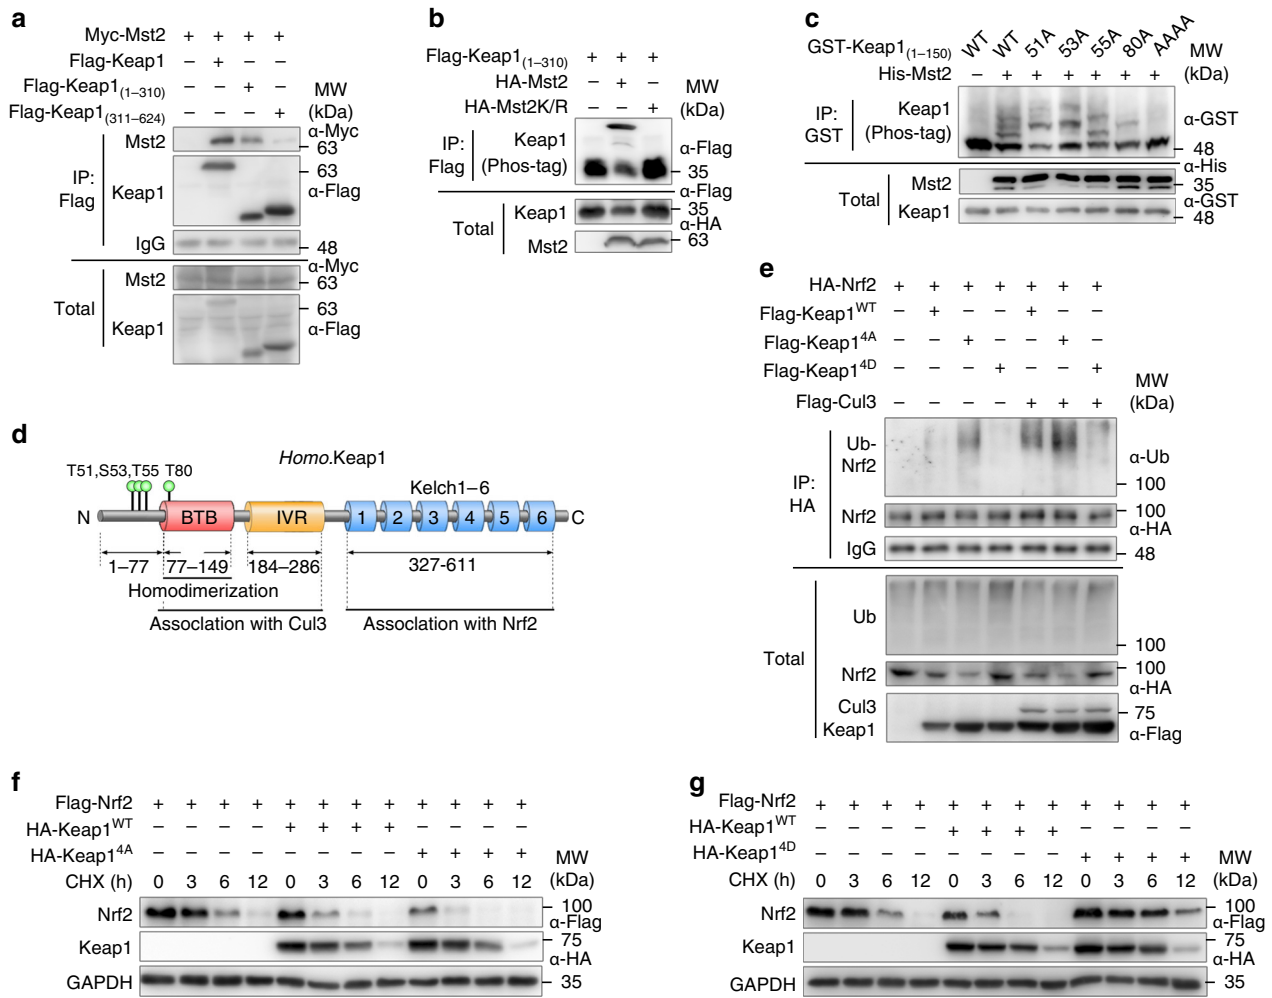 a
Myc-Mst2 + + + +
Flag-Keap1 – + – –
Flag-Keap1(1–310) – – + –
Flag-Keap1(311–624) – – – +
MW
(kDa)
IP:
Flag
Mst2
α-Myc
63
Keap1
63
α-Flag
IgG
48
Total
Mst2
α-Myc
63
Keap1
63
α-Flag
b
Flag-Keap1(1–310) + + +
HA-Mst2 – + –
HA-Mst2K/R – – +
MW
(kDa)
IP:
Flag
Keap1
(Phos-tag)
α-Flag
35
Total
Keap1
α-Flag
35
Mst2
α-HA
63
c
GST-Keap1(1–150) WT WT 51A 53A 55A 80A AAAA
His-Mst2 – + + + + + +
MW
(kDa)
IP:
GST
Keap1
(Phos-tag)
α-GST
48
Total
Mst2
α-His
35
Keap1
α-GST
48
d
T51,S53,T55 T80
Homo.Keap1
Kelch1–6
N BTB IVR 1 2 3 4 5 6 C
1–77 77–149 184–286 327-611
Homodimerization
Assoclation with Cul3 Assoclation with Nrf2
e
HA-Nrf2 + + + + + + +
Flag-Keap1WT – + – – + – –
Flag-Keap14A – – + – – + –
Flag-Keap14D – – – + – – +
Flag-Cul3 – – – – + + +
MW
(kDa)
IP:
HA
Ub-
Nrf2
α-Ub
100
Nrf2
100
α-HA
IgG
48
Total
Ub
100
Nrf2
100
α-HA
Cul3
75
Keap1
α-Flag
f
Flag-Nrf2 + + + + + + + + + + + +
HA-Keap1WT – – – – + + + + – – – –
HA-Keap14A – – – – – – – – + + + +
MW
(kDa)
CHX (h) 0 3 6 12 0 3 6 12 0 3 6 12
Nrf2
100
α-Flag
Keap1
75
α-HA
GAPDH
35
g
Flag-Nrf2 + + + + + + + + + + + +
HA-Keap1WT – – – – + + + + – – – –
HA-Keap14D – – – – – – – – + + + +
MW
(kDa)
CHX (h) 0 3 6 12 0 3 6 12 0 3 6 12
Nrf2
100
α-Flag
Keap1
75
α-HA
GAPDH
35